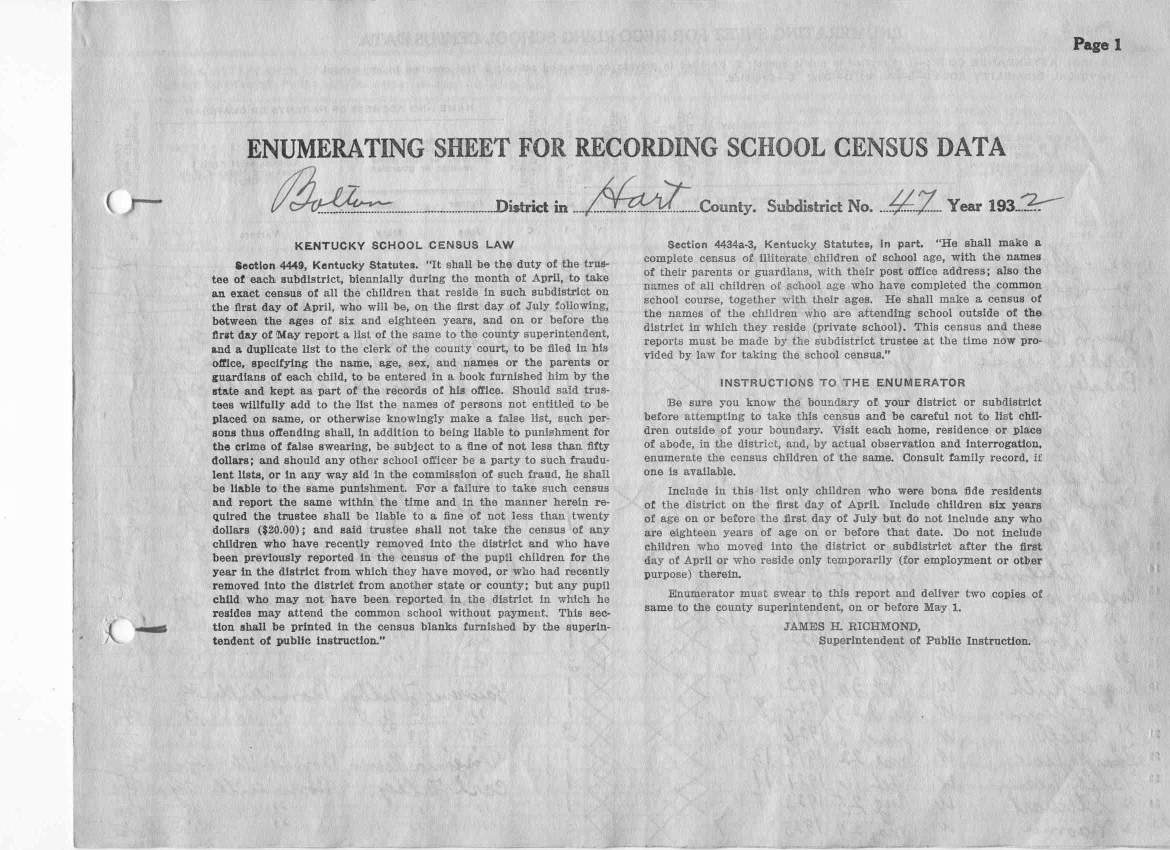 Page 1
ENUMERATING SHEET FOR RECORDING SCHOOL CENSUS DATA
Bolton District in Hart County. Subdistrict No. 47 Year 1932
KENTUCKY SCHOOL CENSUS LAW
Section 4449, Kentucky Statutes. "It shall be the duty of the trus-
tee of each subdistrict, biennially during the month of April, to take
an exact census of all the children that reside in such subdistrict on
the first day of April, who will be, on the first day of July following,
between the ages of six and eighteen years, and on or before the
first day of May report a list of the same to the county superintendent,
and a duplicate list to the clerk of the county court, to be filed in his
office, specifying the name, age, sex, and names or the parents or
guardians of each child, to be entered in a book furnished him by the
state and kept as part of the records of his office. Should said trus-
tees willfully add to the list the names of persons not entitled to be
placed on same, or otherwise knowingly make a false list, such per-
sons thus offending shall, in addition to being liable to punishment for
the crime of false swearing, be subject to a fine of not less than fifty
dollars; and should any other school officer be a party to such fraudu-
lent lists, or in any way aid in the commission of such fraud, he shall
be liable to the same punishment. For a failure to take such census
and report the same within the time and in the manner herein re-
quired the trustee shall be liable to a fine of not less than twenty
dollars ($20.00); and said trustee shall not take the census of any
children who have recently removed into the district and who have
been previously reported in the census of the pupil children for the
year in the district from which they have moved, or who had recently
removed into the district from another state or county; but any pupil
child who may not have been reported in the district in which he
resides may attend the common school without payment. This sec-
tion shall be printed in the census blanks furnished by the superin-
tendent of public instruction."
Section 4434a-3, Kentucky Statutes, in part. "He shall make a
complete census of illiterate children of school age, with the names
of their parents or guardians, with their post office address; also the
names of all children of school age who have completed the common
school course, together with their ages. He shall make a census of
the names of the children who are attending school outside of the
district in which they reside (private school). This census and these
reports must be made by the subdistrict trustee at the time now pro-
vided by law for taking the school census."
INSTRUCTIONS TO THE ENUMERATOR
Be sure you know the boundary of your district or subdistrict
before attempting to take this census and be careful not to list chil-
dren outside of your boundary. Visit each home, residence or place
of abode, in the district, and, by actual observation and interrogation,
enumerate the census children of the same. Consult family record, if
one is available.
Include in this list only children who were bona fide residents
of the district on the first day of April. Include children six years
of age on or before the first day of July but do not include any who
are eighteen years of age on or before that date. Do not include
children who moved into the district or subdistrict after the first
day of April or who reside only temporarily (for employment or other
purpose) therein.
Enumerator must swear to this report and deliver two copies of
same to the county superintendent, on or before May 1.
JAMES H. RICHMOND,
Superintendent of Public Instruction.